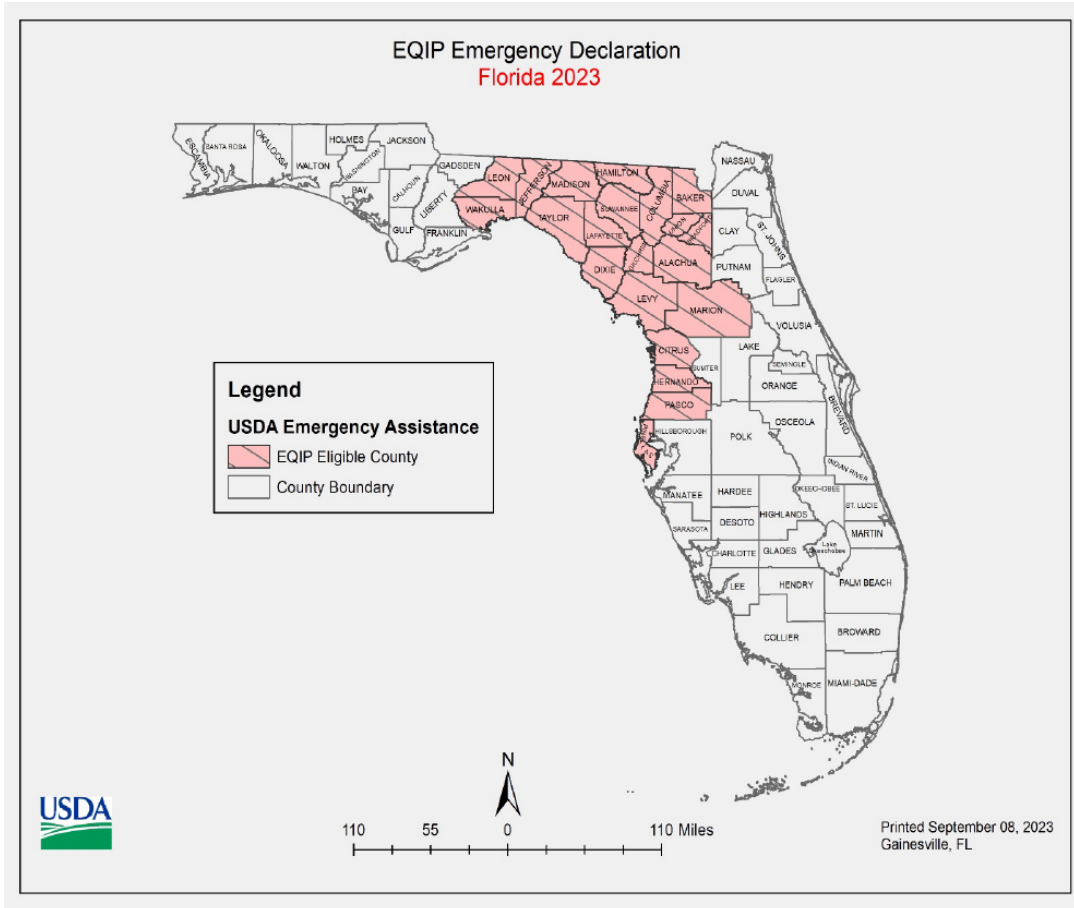 EQIP Emergency Declaration
Florida 2023
ESCAMBIA
SANTA ROSA
OKALOOSA
WALTON
HOLMES
WASHINGTON
JACKSON
BAY
CALHOUN
GULF
LIBERTY
GADSDEN
FRANKLIN
LEON
WAKULLA
JEFFERSON
MADISON
TAYLOR
HAMILTON
SUWANNEE
LAFAYETTE
COLUMBIA
BAKER
UNION
BRADFORD
GILCHRIST
DIXIE
ALACHUA
LEVY
MARION
NASSAU
DUVAL
CLAY
ST. JOHNS
PUTNAM
FLAGLER
VOLUSIA
CITRUS
SUMTER
LAKE
SEMINOLE
HERNANDO
ORANGE
PASCO
BREVARD
OSCEOLA
HILLSBOROUGH
POLK
INDIAN RIVER
MANATEE
HARDEE
OKEECHOBEE
ST. LUCIE
HIGHLANDS
SARASOTA
DESOTO
MARTIN
Lake
Okeechobee
CHARLOTTE
GLADES
LEE
HENDRY
PALM BEACH
COLLIER
BROWARD
MONROE
MIAMI-DADE
Legend
USDA Emergency Assistance
EQIP Eligible County
County Boundary
N
110 55 0 110 Miles
USDA
Printed September 08, 2023
Gainesville, FL